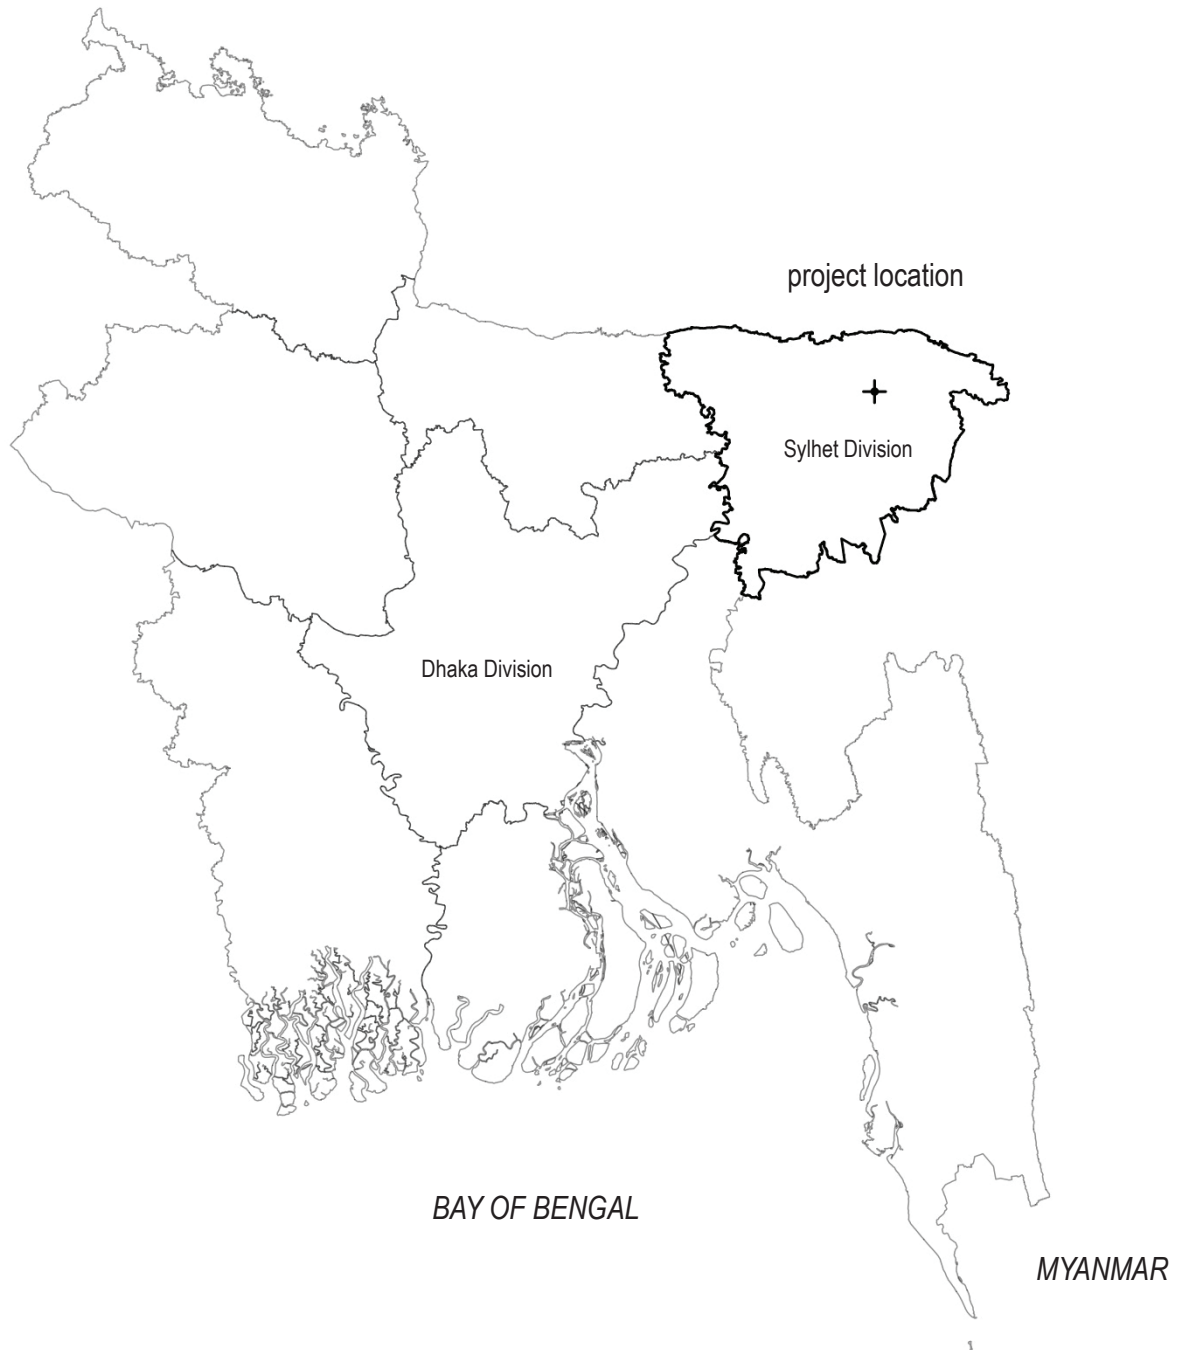 project location
Sylhet Division
Dhaka Division
BAY OF BENGAL
MYANMAR